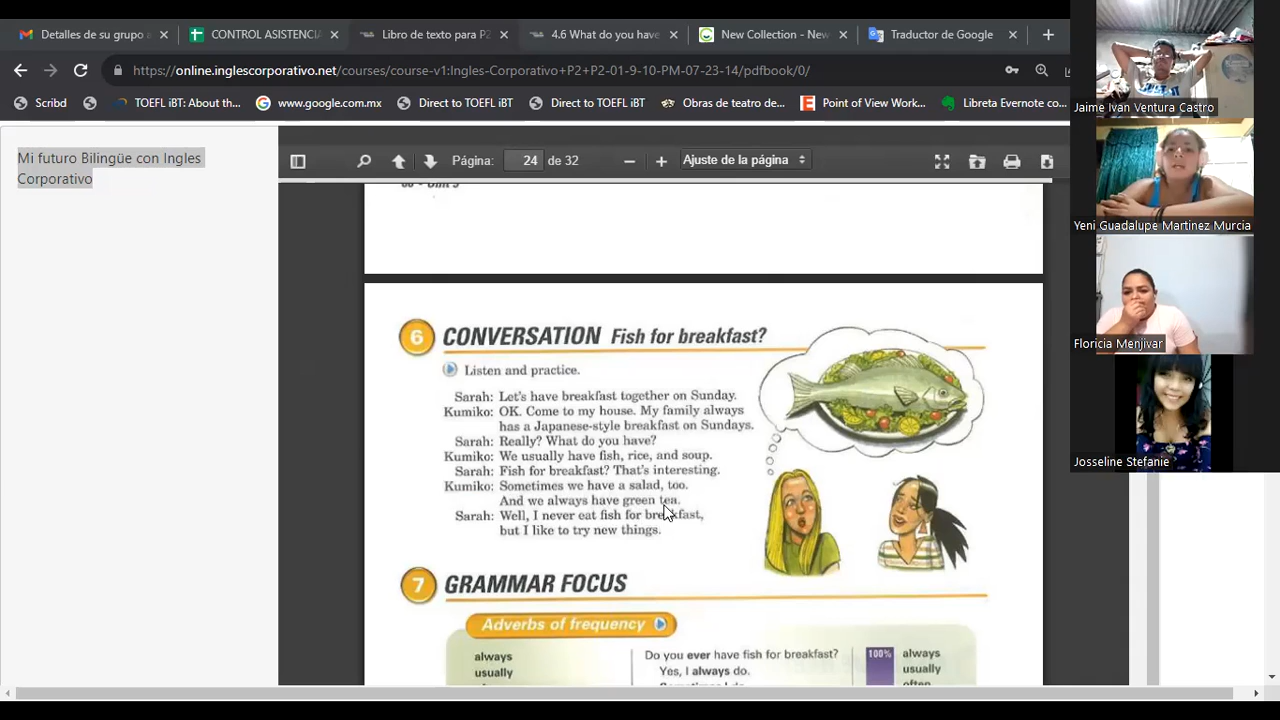 Detalles de su grupo a
CONTROL ASISTENCIA
Libro de texto para P2
4.6 What do you have
New Collection - New
Traductor de Google
https://online.inglescorporativo.net/courses/course-v1:Ingles-Corporativo+P2+P2-01-9-10-PM-07-23-14/pdfbook/0/
Scribd
TOEFL iBT: About th...
www.google.com.mx
Direct to TOEFL iBT
Direct to TOEFL iBT
Obras de teatro de...
Point of View Work...
Libreta Evernote co...
Mi futuro Bilingüe con Ingles
Corporativo
Página: 24 de 32
Ajuste de la página
6 CONVERSATION Fish for breakfast?
Listen and practice.
Sarah: Let's have breakfast together on Sunday.
Kumiko: OK. Come to my house. My family always
has a Japanese-style breakfast on Sundays.
Sarah: Really? What do you have?
Kumiko: We usually have fish, rice, and soup.
Sarah: Fish for breakfast? That's interesting.
Kumiko: Sometimes we have a salad, too.
And we always have green tea.
Sarah: Well, I never eat fish for breakfast,
but I like to try new things.
7 GRAMMAR FOCUS
Adverbs of frequency
always
usually
Do you ever have fish for breakfast?
Yes, I always do.
Sometimes I do.
100% always
usually
often
Jaime Ivan Ventura Castro
Yeni Guadalupe Martinez Murcia
Floricia Menjivar
Josseline Stefanie